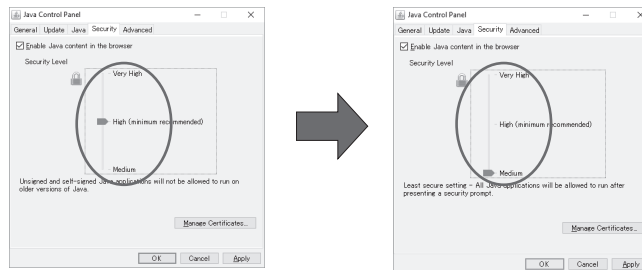 Java Control Panel
General Update Java Security Advanced
Enable Java content in the browser
Security Level
Very High
High (minimum recommended)
Medium
Unsigned and self-signed Java applications will not be allowed to run on
older versions of Java.
Manage Certificates...
OK Cancel Apply
Java Control Panel
General Update Java Security Advanced
Enable Java content in the browser
Security Level
Very High
High (minimum recommended)
Medium
Least secure setting - All Java applications will be allowed to run after
presenting a security prompt.
Manage Certificates...
OK Cancel Apply